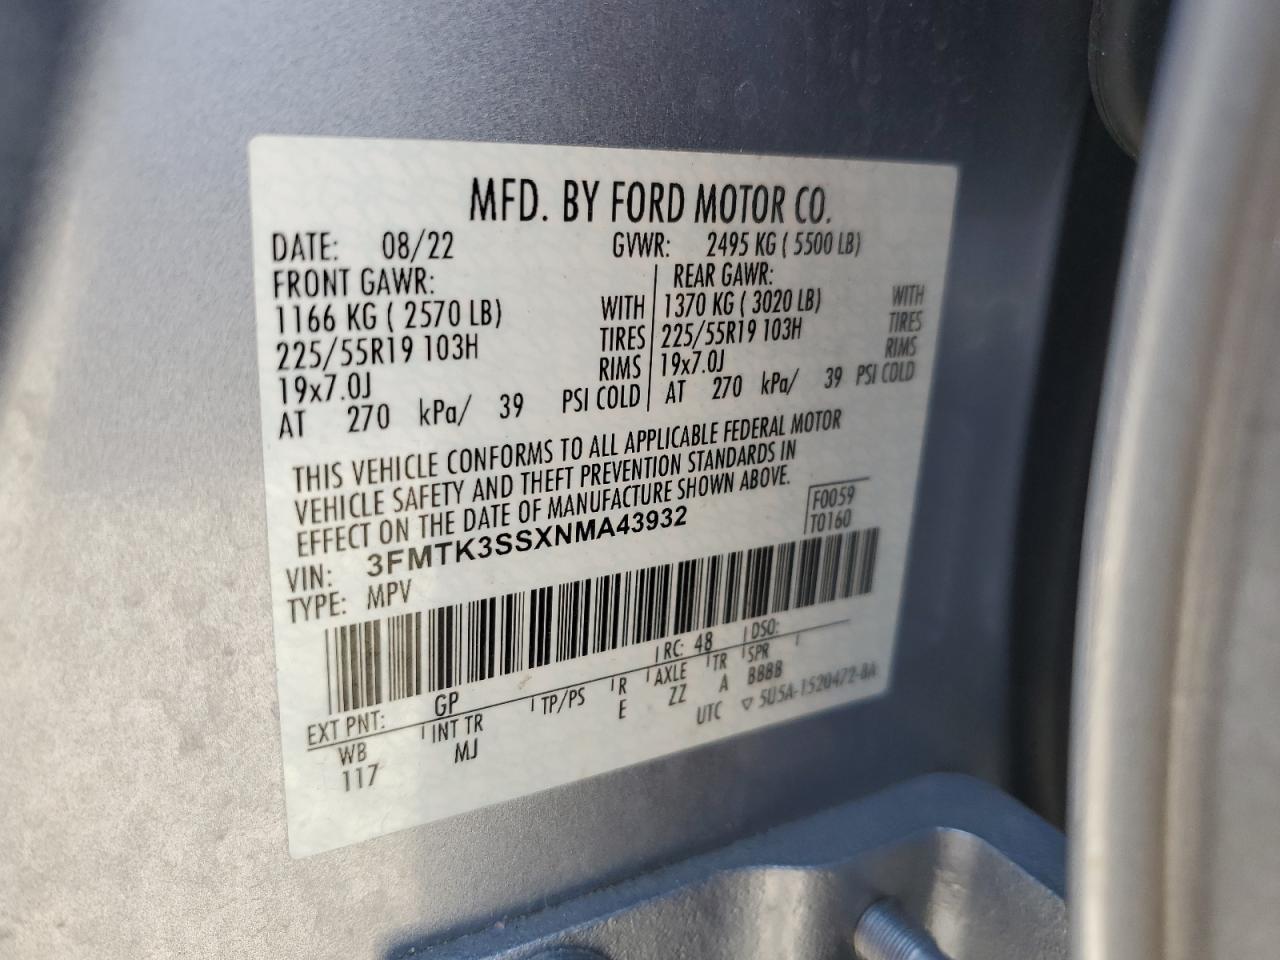 MFD. BY FORD MOTOR CO.
DATE: 08/22 GVWR: 2495 KG ( 5500 LB)
FRONT GAWR: REAR GAWR:
1166 KG ( 2570 LB) WITH 1370 KG ( 3020 LB) WITH
225/55R19 103H TIRES 225/55R19 103H TIRES
19x7.0J RIMS 19x7.0J RIMS
AT 270 kPa/ 39 PSI COLD AT 270 kPa/ 39 PSI COLD
THIS VEHICLE CONFORMS TO ALL APPLICABLE FEDERAL MOTOR
VEHICLE SAFETY AND THEFT PREVENTION STANDARDS IN
EFFECT ON THE DATE OF MANUFACTURE SHOWN ABOVE.
F0059
T0160
VIN: 3FMTK3SSXNMA43932
TYPE: MPV
EXT PNT: GP RC: 48 DSO:
WB INT TR TP/PS R AXLE TR SPR
117 MJ E ZZ A BBBB
UTC ▽ 5U5A-1520472-BA